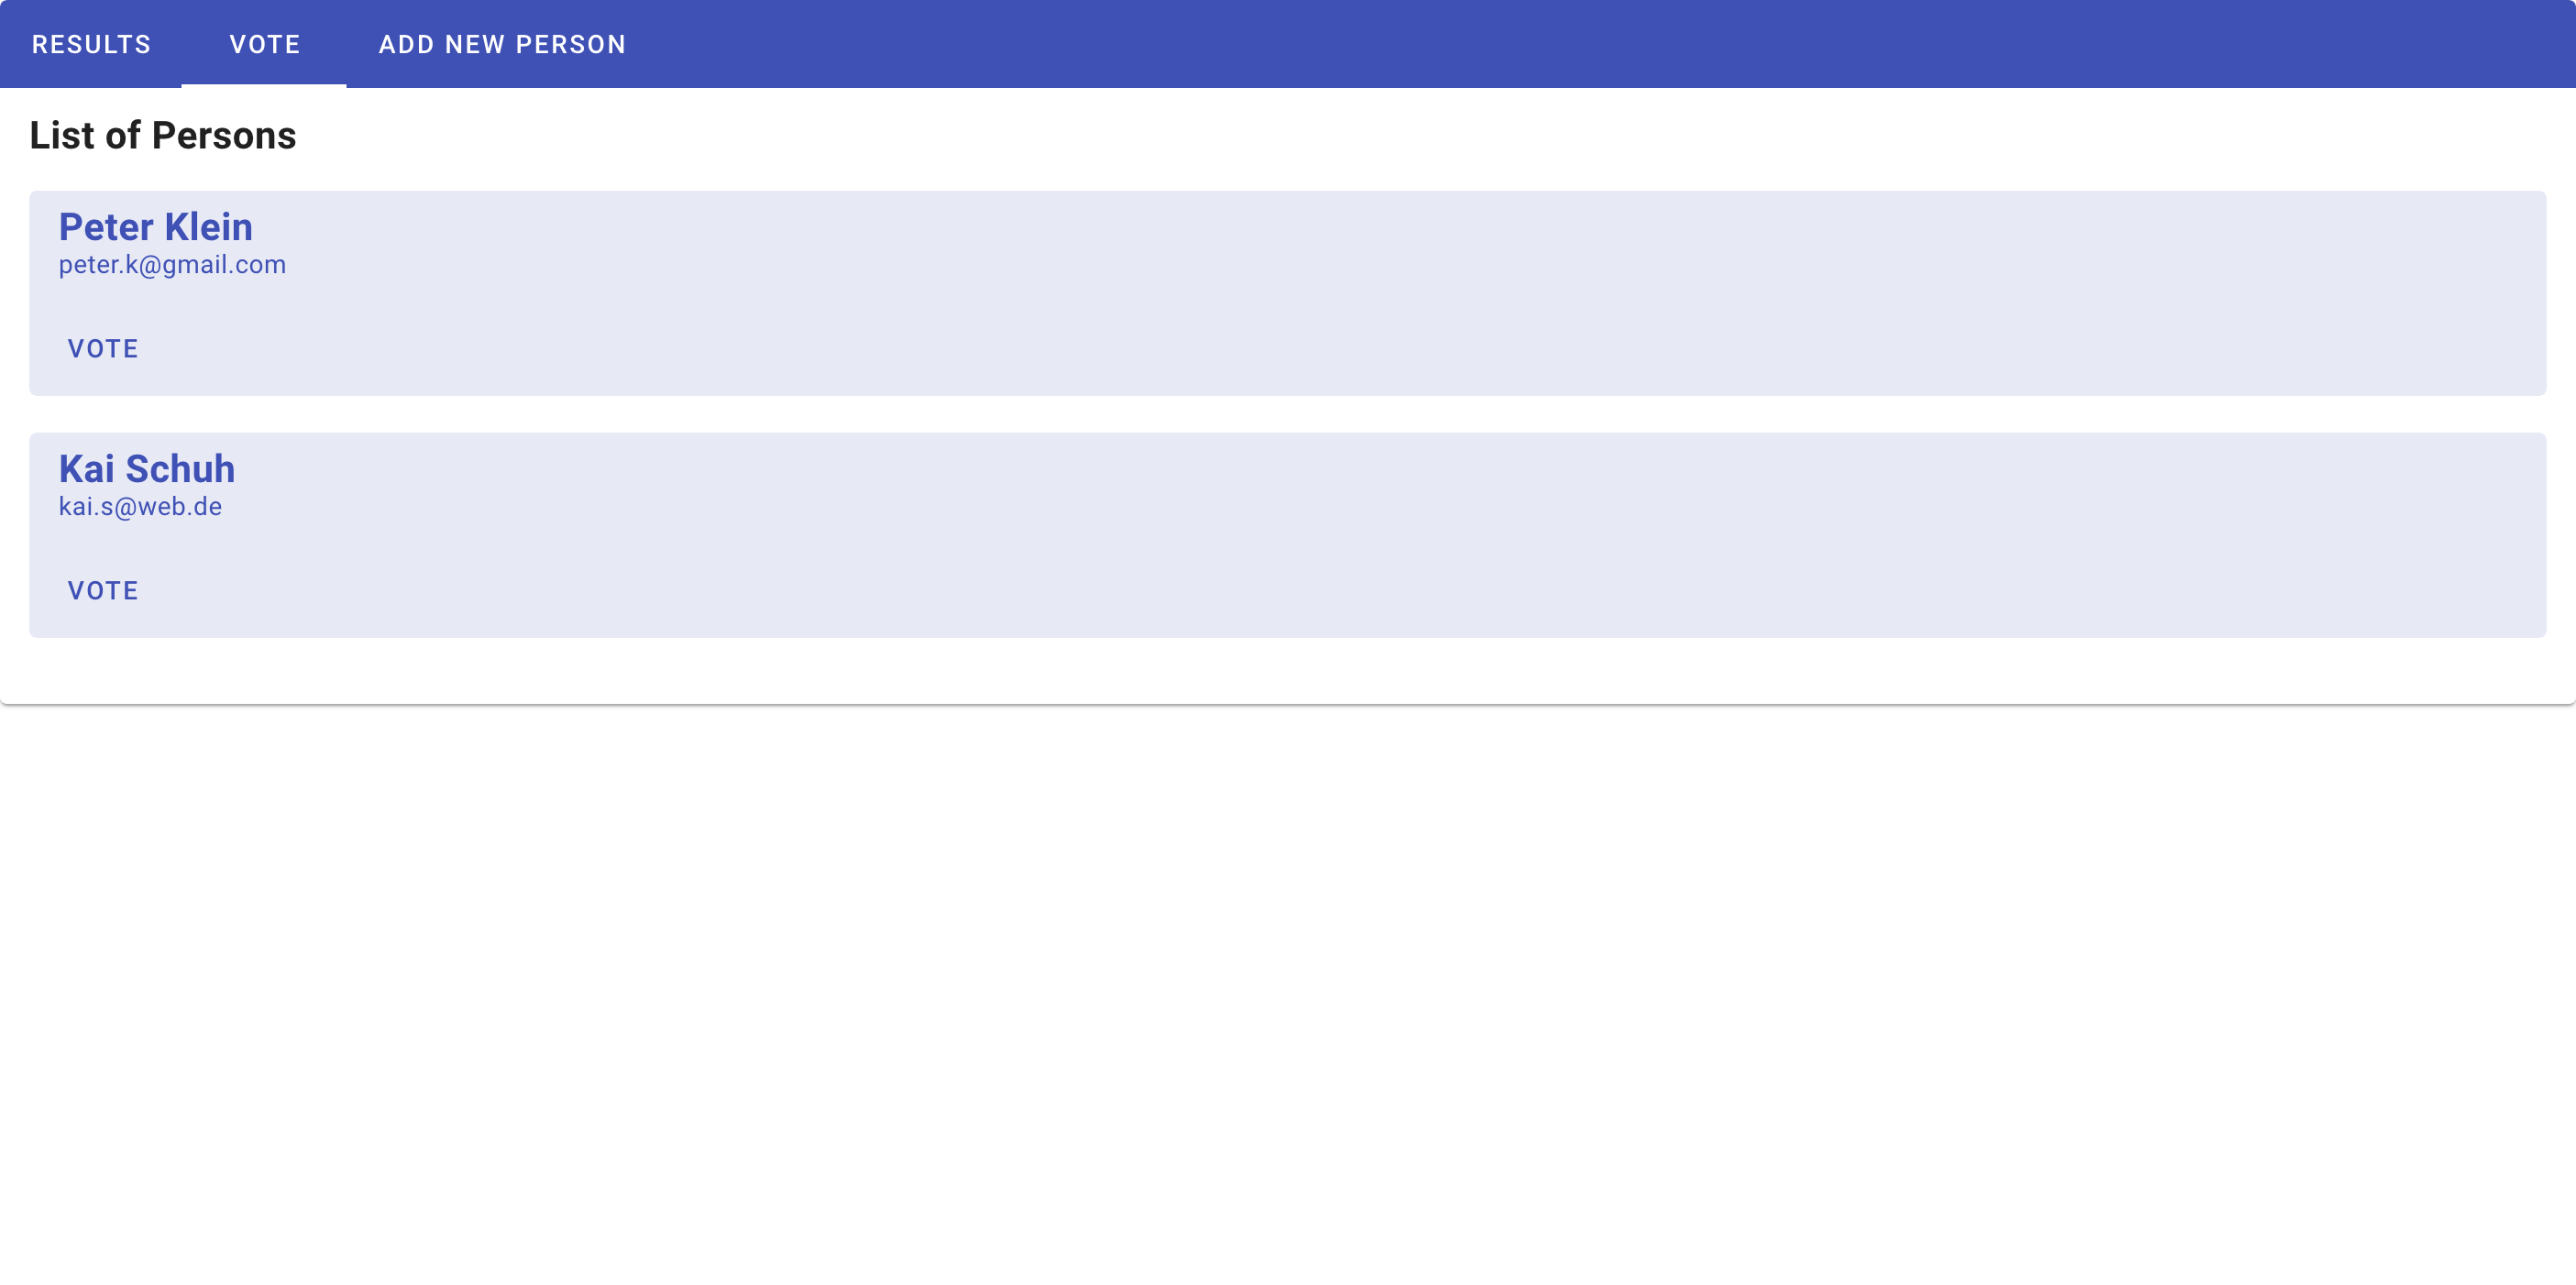 RESULTS VOTE ADD NEW PERSON
List of Persons
Peter Klein
peter.k@gmail.com
VOTE
Kai Schuh
kai.s@web.de
VOTE